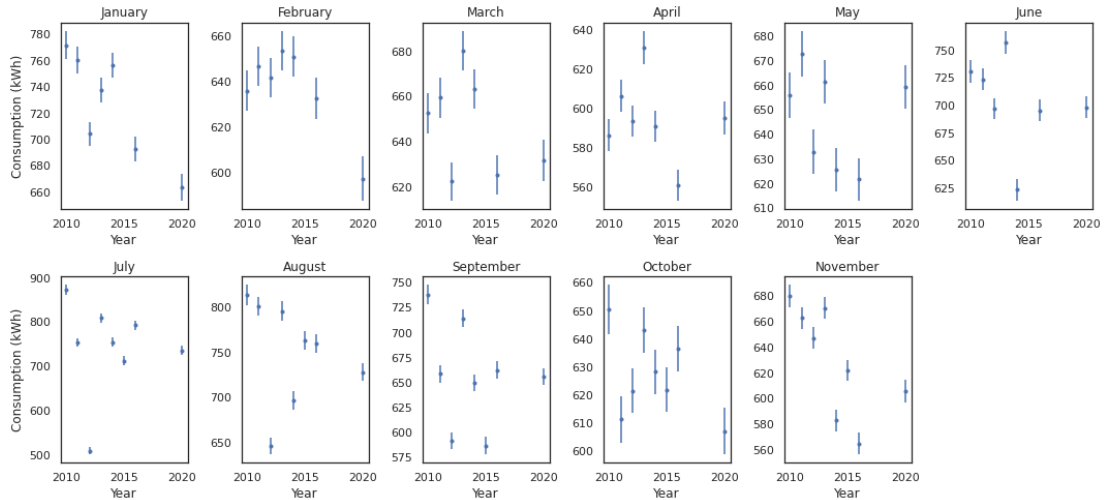 January
February
March
April
May
June
Consumption (kWh)
780
760
740
720
700
680
660
660
640
620
600
680
660
640
620
640
620
600
580
560
680
670
660
650
640
630
620
610
750
725
700
675
650
625
2010 2015 2020
2010 2015 2020
2010 2015 2020
2010 2015 2020
2010 2015 2020
2010 2015 2020
Year
Year
Year
Year
Year
Year
July
August
September
October
November
Consumption (kWh)
900
800
700
600
500
800
750
700
650
750
725
700
675
650
625
600
575
660
650
640
630
620
610
600
680
660
640
620
600
580
560
2010 2015 2020
2010 2015 2020
2010 2015 2020
2010 2015 2020
2010 2015 2020
Year
Year
Year
Year
Year